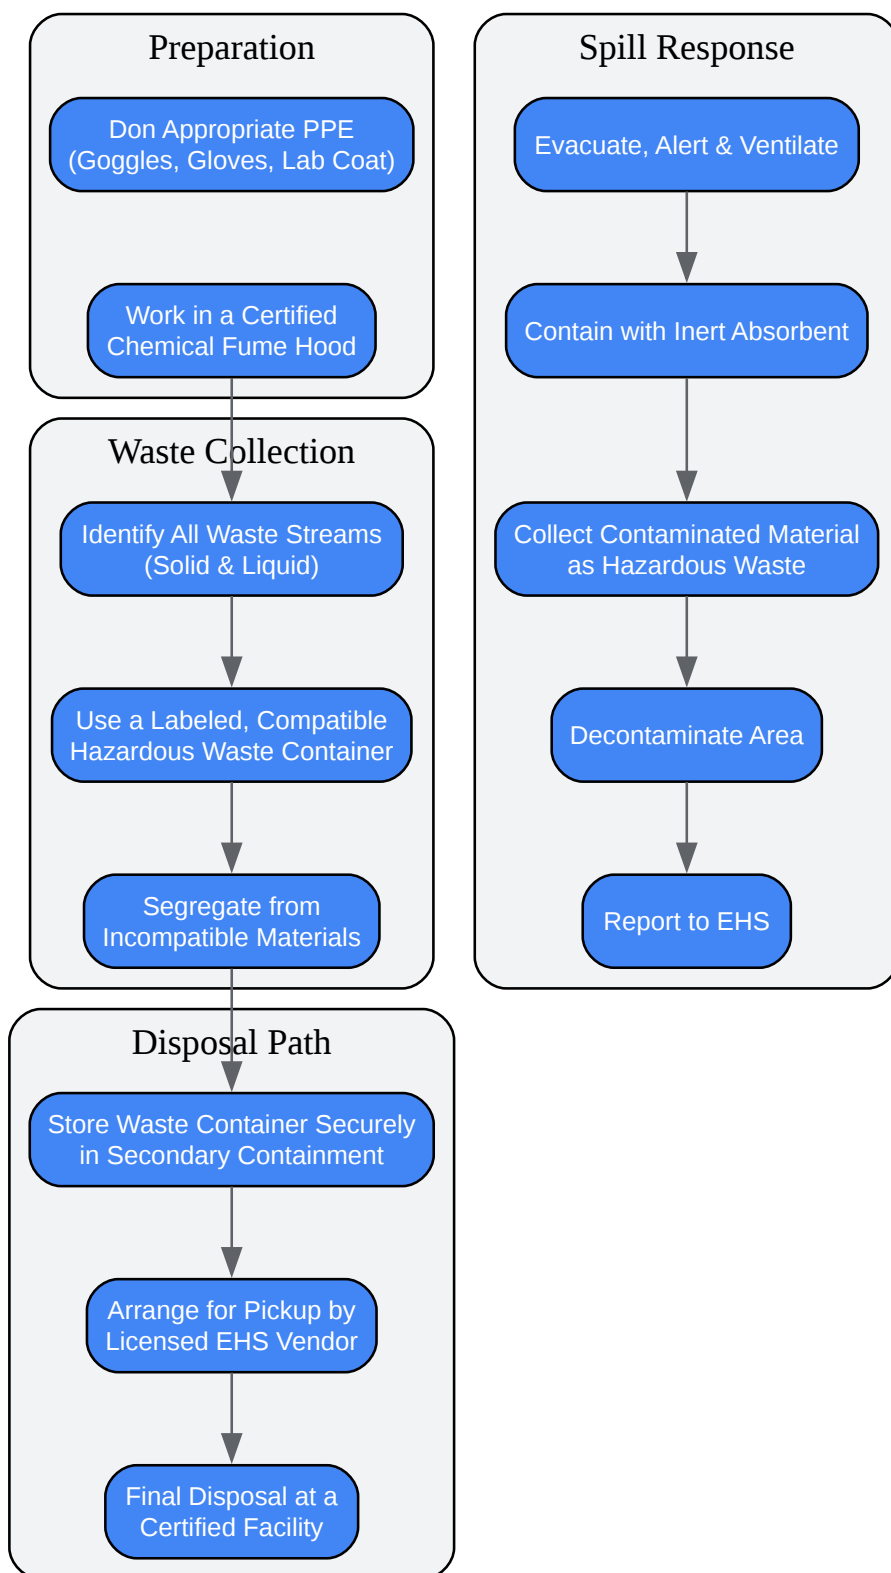 Preparation
Don Appropriate PPE
(Goggles, Gloves, Lab Coat)
Work in a Certified
Chemical Fume Hood
Waste Collection
Identify All Waste Streams
(Solid & Liquid)
Use a Labeled, Compatible
Hazardous Waste Container
Segregate from
Incompatible Materials
Disposal Path
Store Waste Container Securely
in Secondary Containment
Arrange for Pickup by
Licensed EHS Vendor
Final Disposal at a
Certified Facility
Spill Response
Evacuate, Alert & Ventilate
Contain with Inert Absorbent
Collect Contaminated Material
as Hazardous Waste
Decontaminate Area
Report to EHS